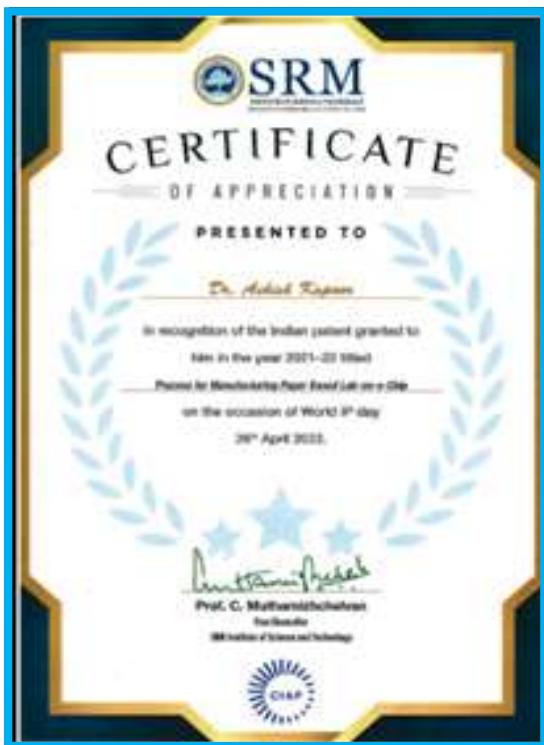 SRM
CERTIFICATE
OF APPRECIATION
PRESENTED TO
Dr. Ashish Kapoor
in recognition of the Indian patent granted to
him in the year 2021-22 titled
Process for Manufacturing Paper Based Lab-on-a-Chip
on the occasion of World IP day
26th April 2022.
Prof. C. Muthamizhchelvan
Vice Chancellor
SRM Institute of Science and Technology